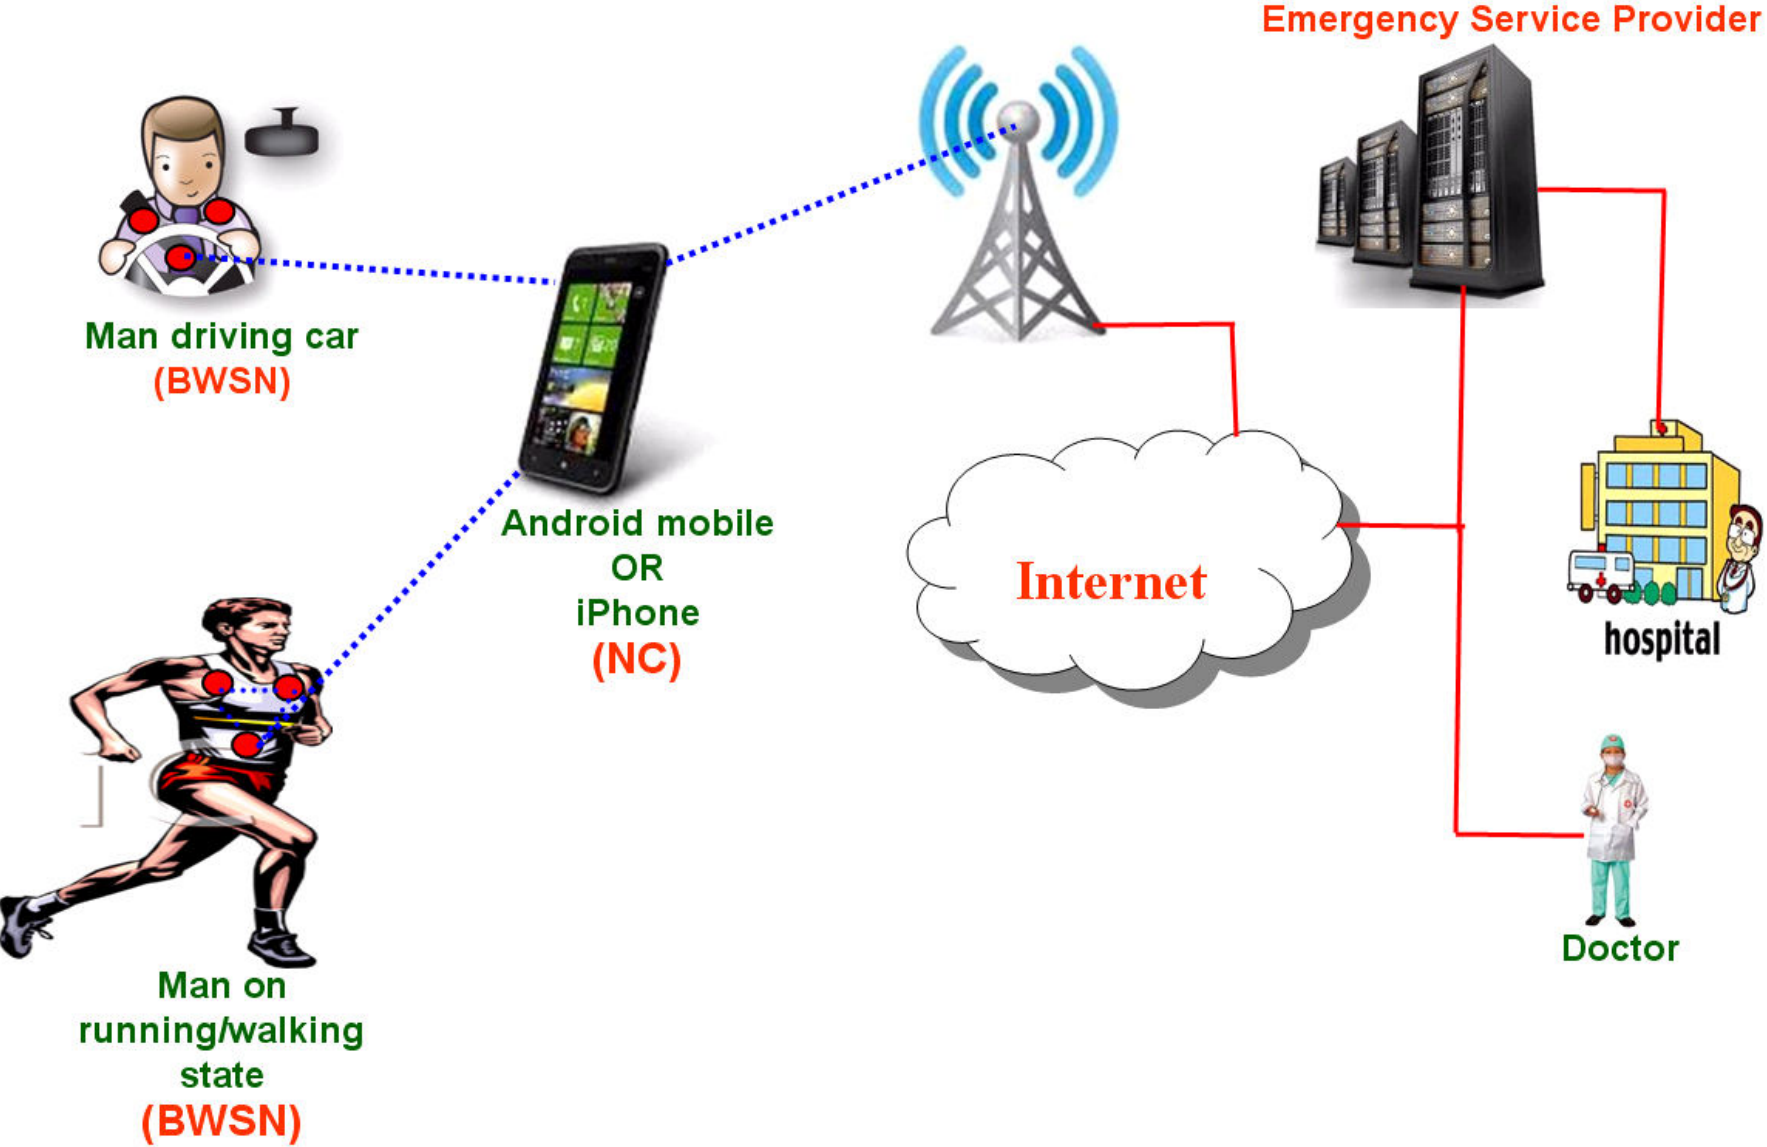 Emergency Service Provider
Man driving car
(BWSN)
Android mobile
OR
iPhone
(NC)
Internet
hospital
Doctor
Man on
running/walking
state
(BWSN)